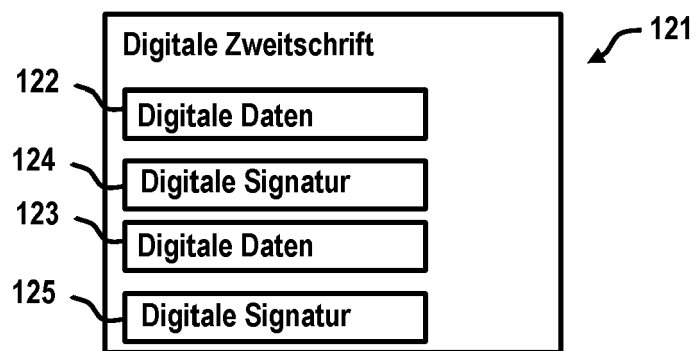 Digitale Zweitschrift
121
122
Digitale Daten
124
Digitale Signatur
123
Digitale Daten
125
Digitale Signatur